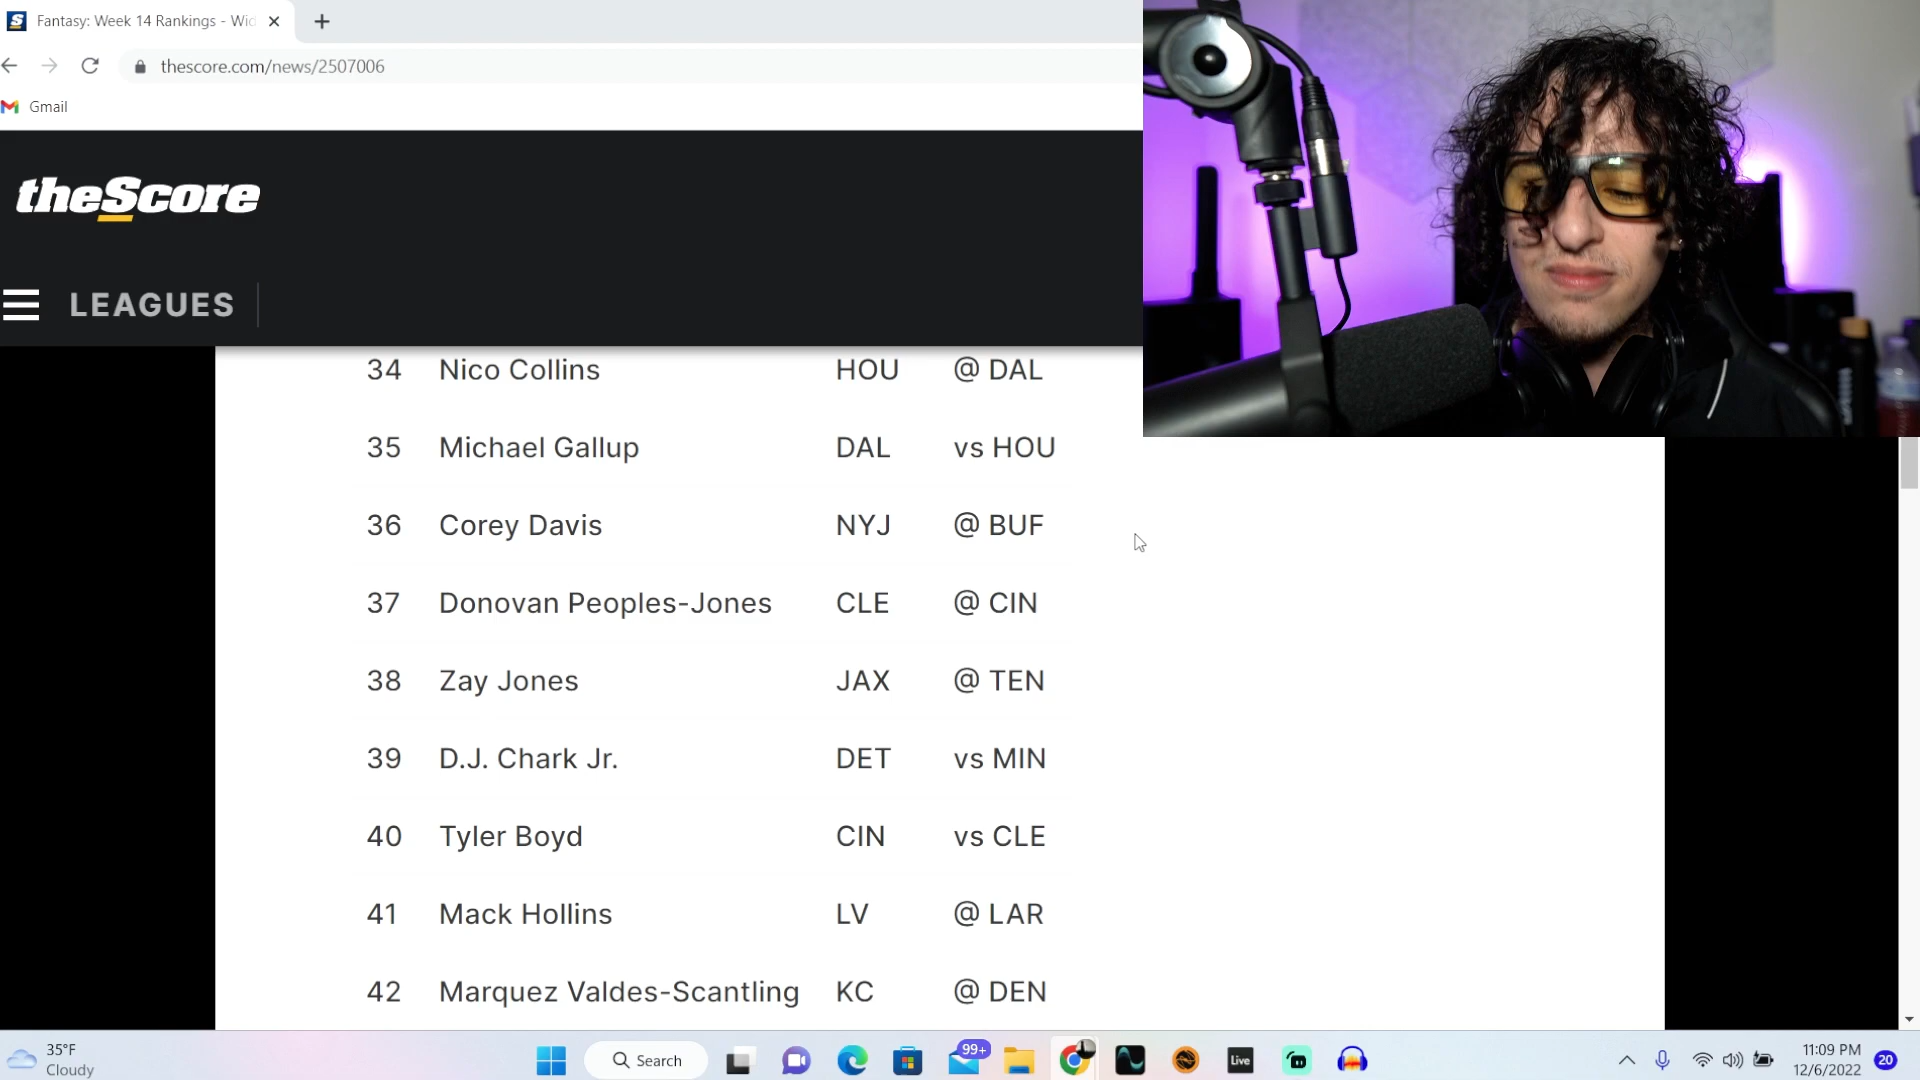 Fantasy: Week 14 Rankings - Wid
thescore.com/news/2507006
Gmail
theScore
LEAGUES
34 Nico Collins HOU @ DAL
35 Michael Gallup DAL vs HOU
36 Corey Davis NYJ @ BUF
37 Donovan Peoples-Jones CLE @ CIN
38 Zay Jones JAX @ TEN
39 D.J. Chark Jr. DET vs MIN
40 Tyler Boyd CIN vs CLE
41 Mack Hollins LV @ LAR
42 Marquez Valdes-Scantling KC @ DEN
35°F
Cloudy
Search
99+
Live
11:09 PM
12/6/2022
20